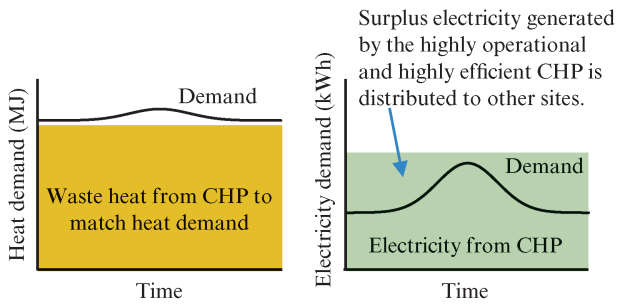 Surplus electricity generated
by the highly operational
and highly efficient CHP is
distributed to other sites.
Heat demand (MJ)
Demand
Waste heat from CHP to
match heat demand
Time
Electricity demand (kWh)
Demand
Electricity from CHP
Time